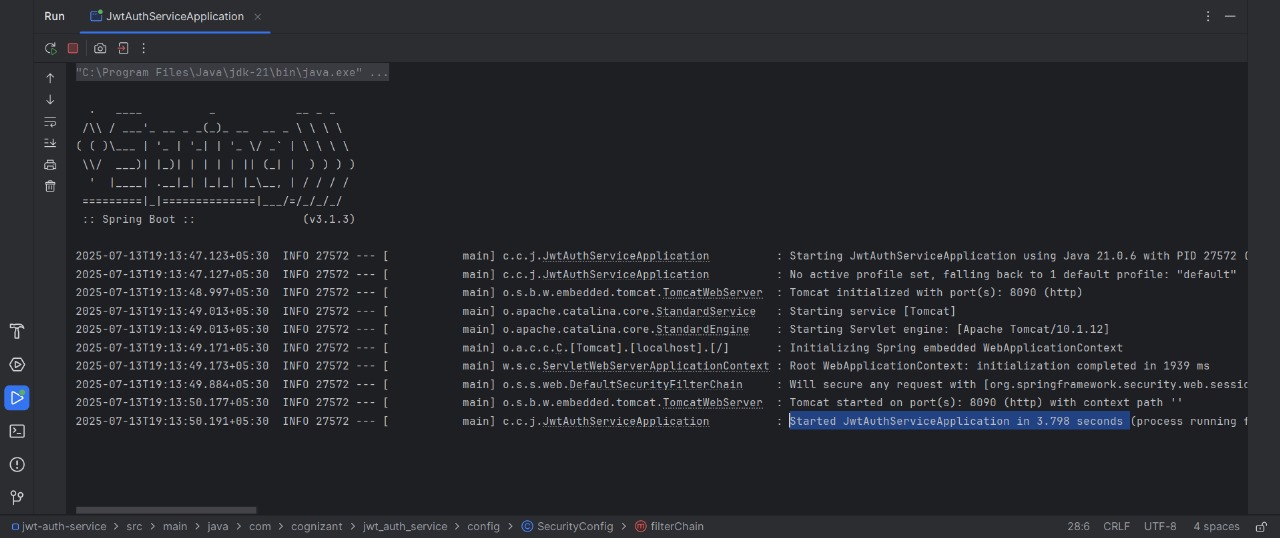 Run JwtAuthServiceApplication
"C:\Program Files\Java\jdk-21\bin\java.exe" ...
  .   ____          _            __ _ _
 /\\ / ___'_ __ _ _(_)_ __  __ _ \ \ \ \
( ( )\___ | '_ | '_| | '_ \/ _` | \ \ \ \
 \\/  ___)| |_)| | | | | || (_| |  ) ) ) )
  '  |____| .__|_| |_|_| |_\__, | / / / /
 =========|_|==============|___/=/_/_/_/
 :: Spring Boot ::                (v3.1.3)
2025-07-13T19:13:47.123+05:30  INFO 27572 --- [           main] c.c.j.JwtAuthServiceApplication          : Starting JwtAuthServiceApplication using Java 21.0.6 with PID 27572 (
2025-07-13T19:13:47.127+05:30  INFO 27572 --- [           main] c.c.j.JwtAuthServiceApplication          : No active profile set, falling back to 1 default profile: "default"
2025-07-13T19:13:48.997+05:30  INFO 27572 --- [           main] o.s.b.w.embedded.tomcat.TomcatWebServer  : Tomcat initialized with port(s): 8090 (http)
2025-07-13T19:13:49.013+05:30  INFO 27572 --- [           main] o.apache.catalina.core.StandardService   : Starting service [Tomcat]
2025-07-13T19:13:49.013+05:30  INFO 27572 --- [           main] o.apache.catalina.core.StandardEngine    : Starting Servlet engine: [Apache Tomcat/10.1.12]
2025-07-13T19:13:49.171+05:30  INFO 27572 --- [           main] o.a.c.c.C.[Tomcat].[localhost].[/]       : Initializing Spring embedded WebApplicationContext
2025-07-13T19:13:49.173+05:30  INFO 27572 --- [           main] w.s.c.ServletWebServerApplicationContext : Root WebApplicationContext: initialization completed in 1939 ms
2025-07-13T19:13:49.884+05:30  INFO 27572 --- [           main] o.s.s.web.DefaultSecurityFilterChain     : Will secure any request with [org.springframework.security.web.sessio
2025-07-13T19:13:50.177+05:30  INFO 27572 --- [           main] o.s.b.w.embedded.tomcat.TomcatWebServer  : Tomcat started on port(s): 8090 (http) with context path ''
2025-07-13T19:13:50.191+05:30  INFO 27572 --- [           main] c.c.j.JwtAuthServiceApplication          : Started JwtAuthServiceApplication in 3.798 seconds (process running f
jwt-auth-service > src > main > java > com > cognizant > jwt_auth_service > config > SecurityConfig > filterChain 28:6 CRLF UTF-8 4 spaces